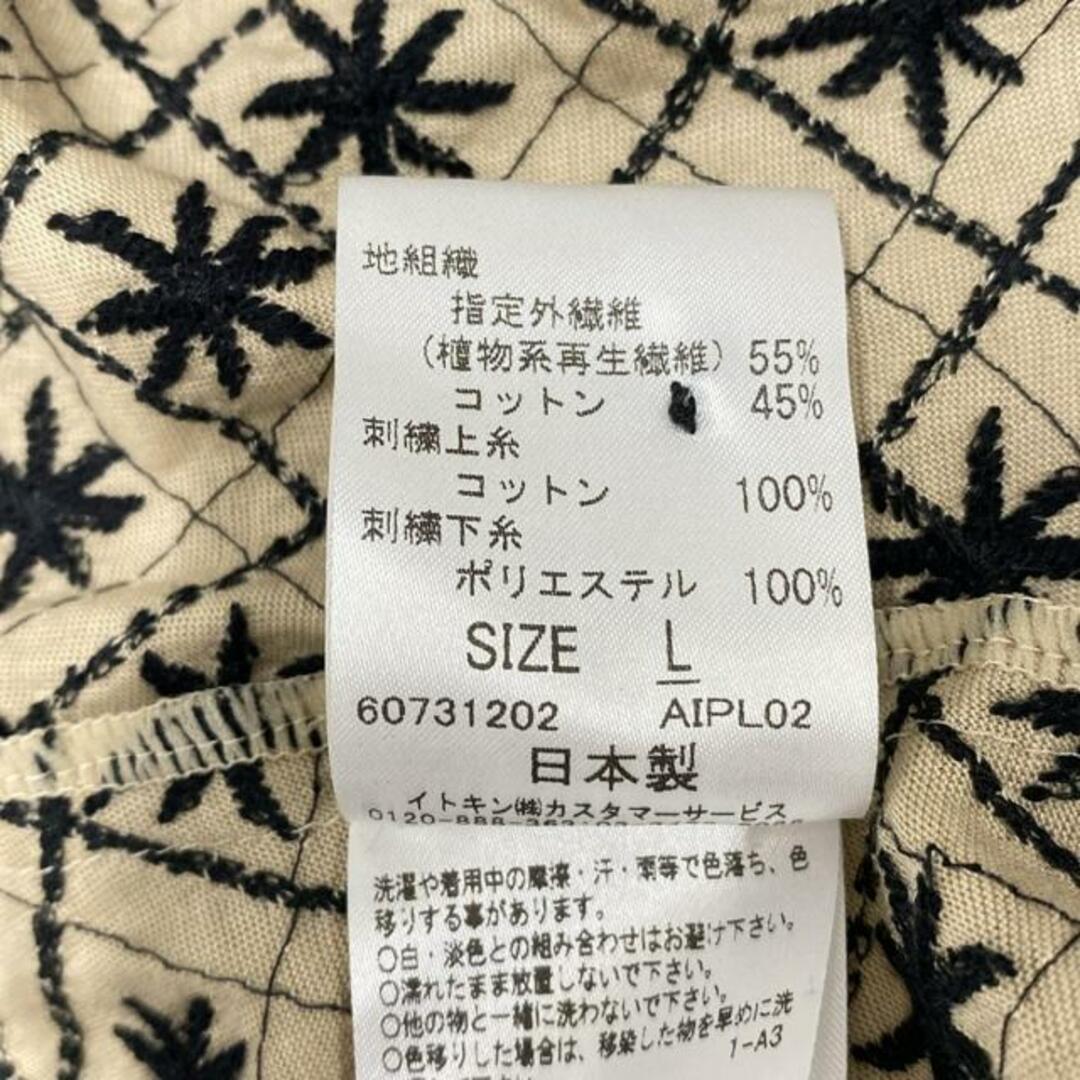 地組織
指定外繊維
(植物系再生繊維) 55%
コットン 45%
刺繍上糸
コットン 100%
刺繍下糸
ポリエステル 100%
SIZE L
60731202 AIPL02
日本製
イトキン㈱カスタマーサービス
0120-888-363
洗濯や着用中の摩擦・汗・雨等で色落ち、色
移りする事があります。
○白・淡色との組み合わせはお避け下さい。
○濡れたまま放置しないで下さい。
○他の物と一緒に洗わないで下さい。
○色移りした場合は、移染した物を早めに洗
1-A3